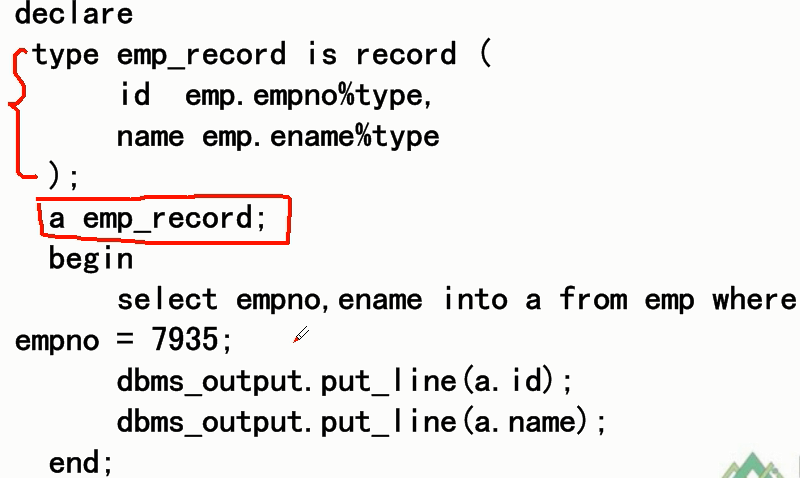 declare
type emp_record is record (
id emp.empno%type,
name emp.ename%type
);
a emp_record;
begin
select empno,ename into a from emp where
empno = 7935;
dbms_output.put_line(a.id);
dbms_output.put_line(a.name);
end;